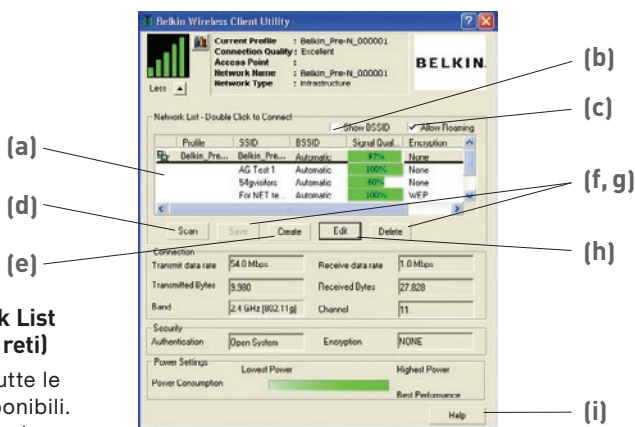 Belkin Wireless Client Utility
Current Profile : Belkin_Pre-N_000001
Connection Quality : Excellent
Access Point :
Network Name : Belkin_Pre-N_000001
Network Type : Infrastructure
Less
BELKIN.
Network List - Double Click to Connect
Show BSSID
Allow Roaming
Profile SSID BSSID Signal Qual... Encryption
Belkin_Pre... Belkin_Pre... Automatic 97% None
AG Test 1 Automatic 100% None
54gvisitors Automatic 60% None
For NET te... Automatic 100% WEP
Scan Save Create Edit Delete
Connection
Transmit data rate 54.0 Mbps Receive data rate 1.0 Mbps
Transmitted Bytes 9.980 Received Bytes 27.828
Band 2.4 GHz (802.11g) Channel 11
Security
Authentication Open System Encryption NONE
Power Settings
Lowest Power Highest Power
Power Consumption
Best Performance
Help
(a)
(d)
(e)
(b)
(c)
(f, g)
(h)
(i)
k List
reti)
utte le
ponibili.